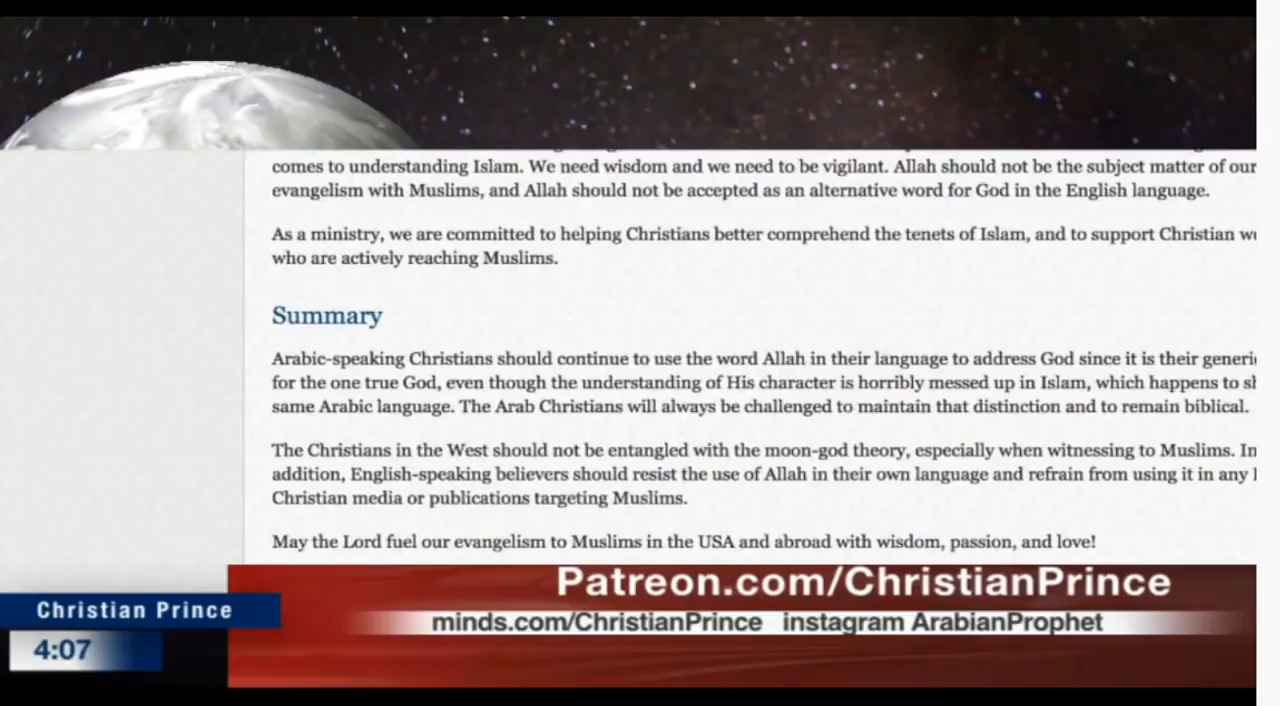 comes to understanding Islam. We need wisdom and we need to be vigilant. Allah should not be the subject matter of our
evangelism with Muslims, and Allah should not be accepted as an alternative word for God in the English language.
As a ministry, we are committed to helping Christians better comprehend the tenets of Islam, and to support Christian
who are actively reaching Muslims.
Summary
Arabic-speaking Christians should continue to use the word Allah in their language to address God since it is their
for the one true God, even though the understanding of His character is horribly messed up in Islam, which happens to
same Arabic language. The Arab Christians will always be challenged to maintain that distinction and to remain biblical.
The Christians in the West should not be entangled with the moon-god theory, especially when witnessing to Muslims. In
addition, English-speaking believers should resist the use of Allah in their own language and refrain from using it in any
Christian media or publications targeting Muslims.
May the Lord fuel our evangelism to Muslims in the USA and abroad with wisdom, passion, and love!
Patreon.com/ChristianPrince
Christian Prince
minds.com/ChristianPrince instagram ArabianProphet
4:07